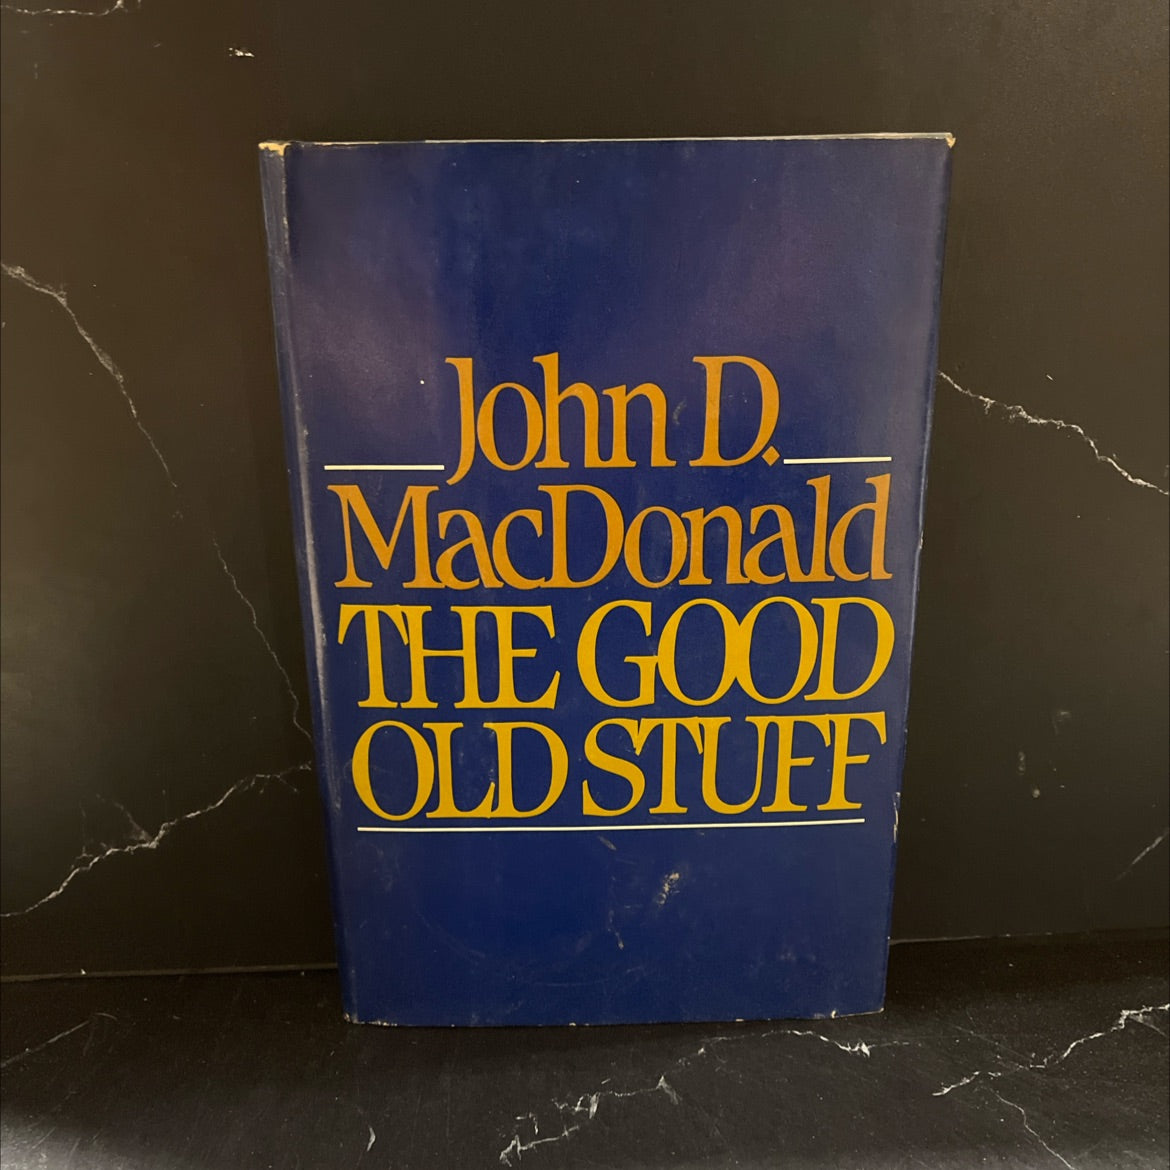 John D.
MacDonald
THE GOOD
OLD STUFF